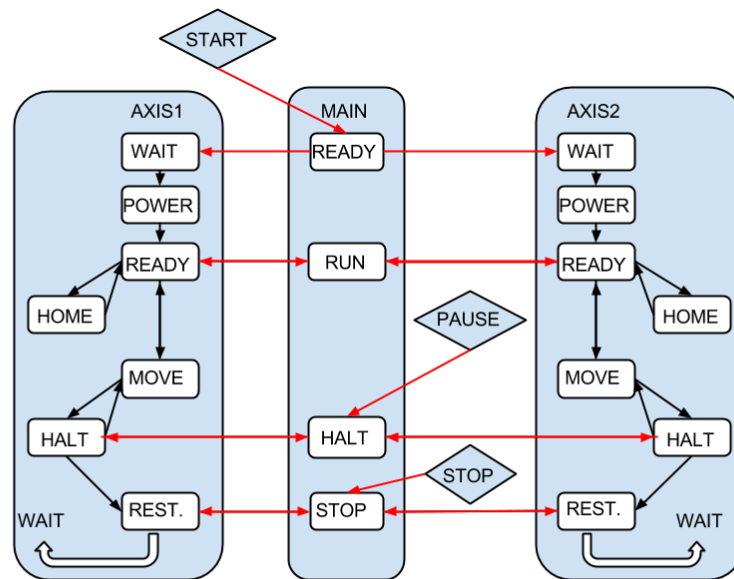 START
AXIS1
MAIN
AXIS2
WAIT
READY
WAIT
POWER
POWER
READY
RUN
READY
HOME
PAUSE
HOME
MOVE
MOVE
HALT
HALT
HALT
STOP
WAIT
REST.
STOP
REST.
WAIT